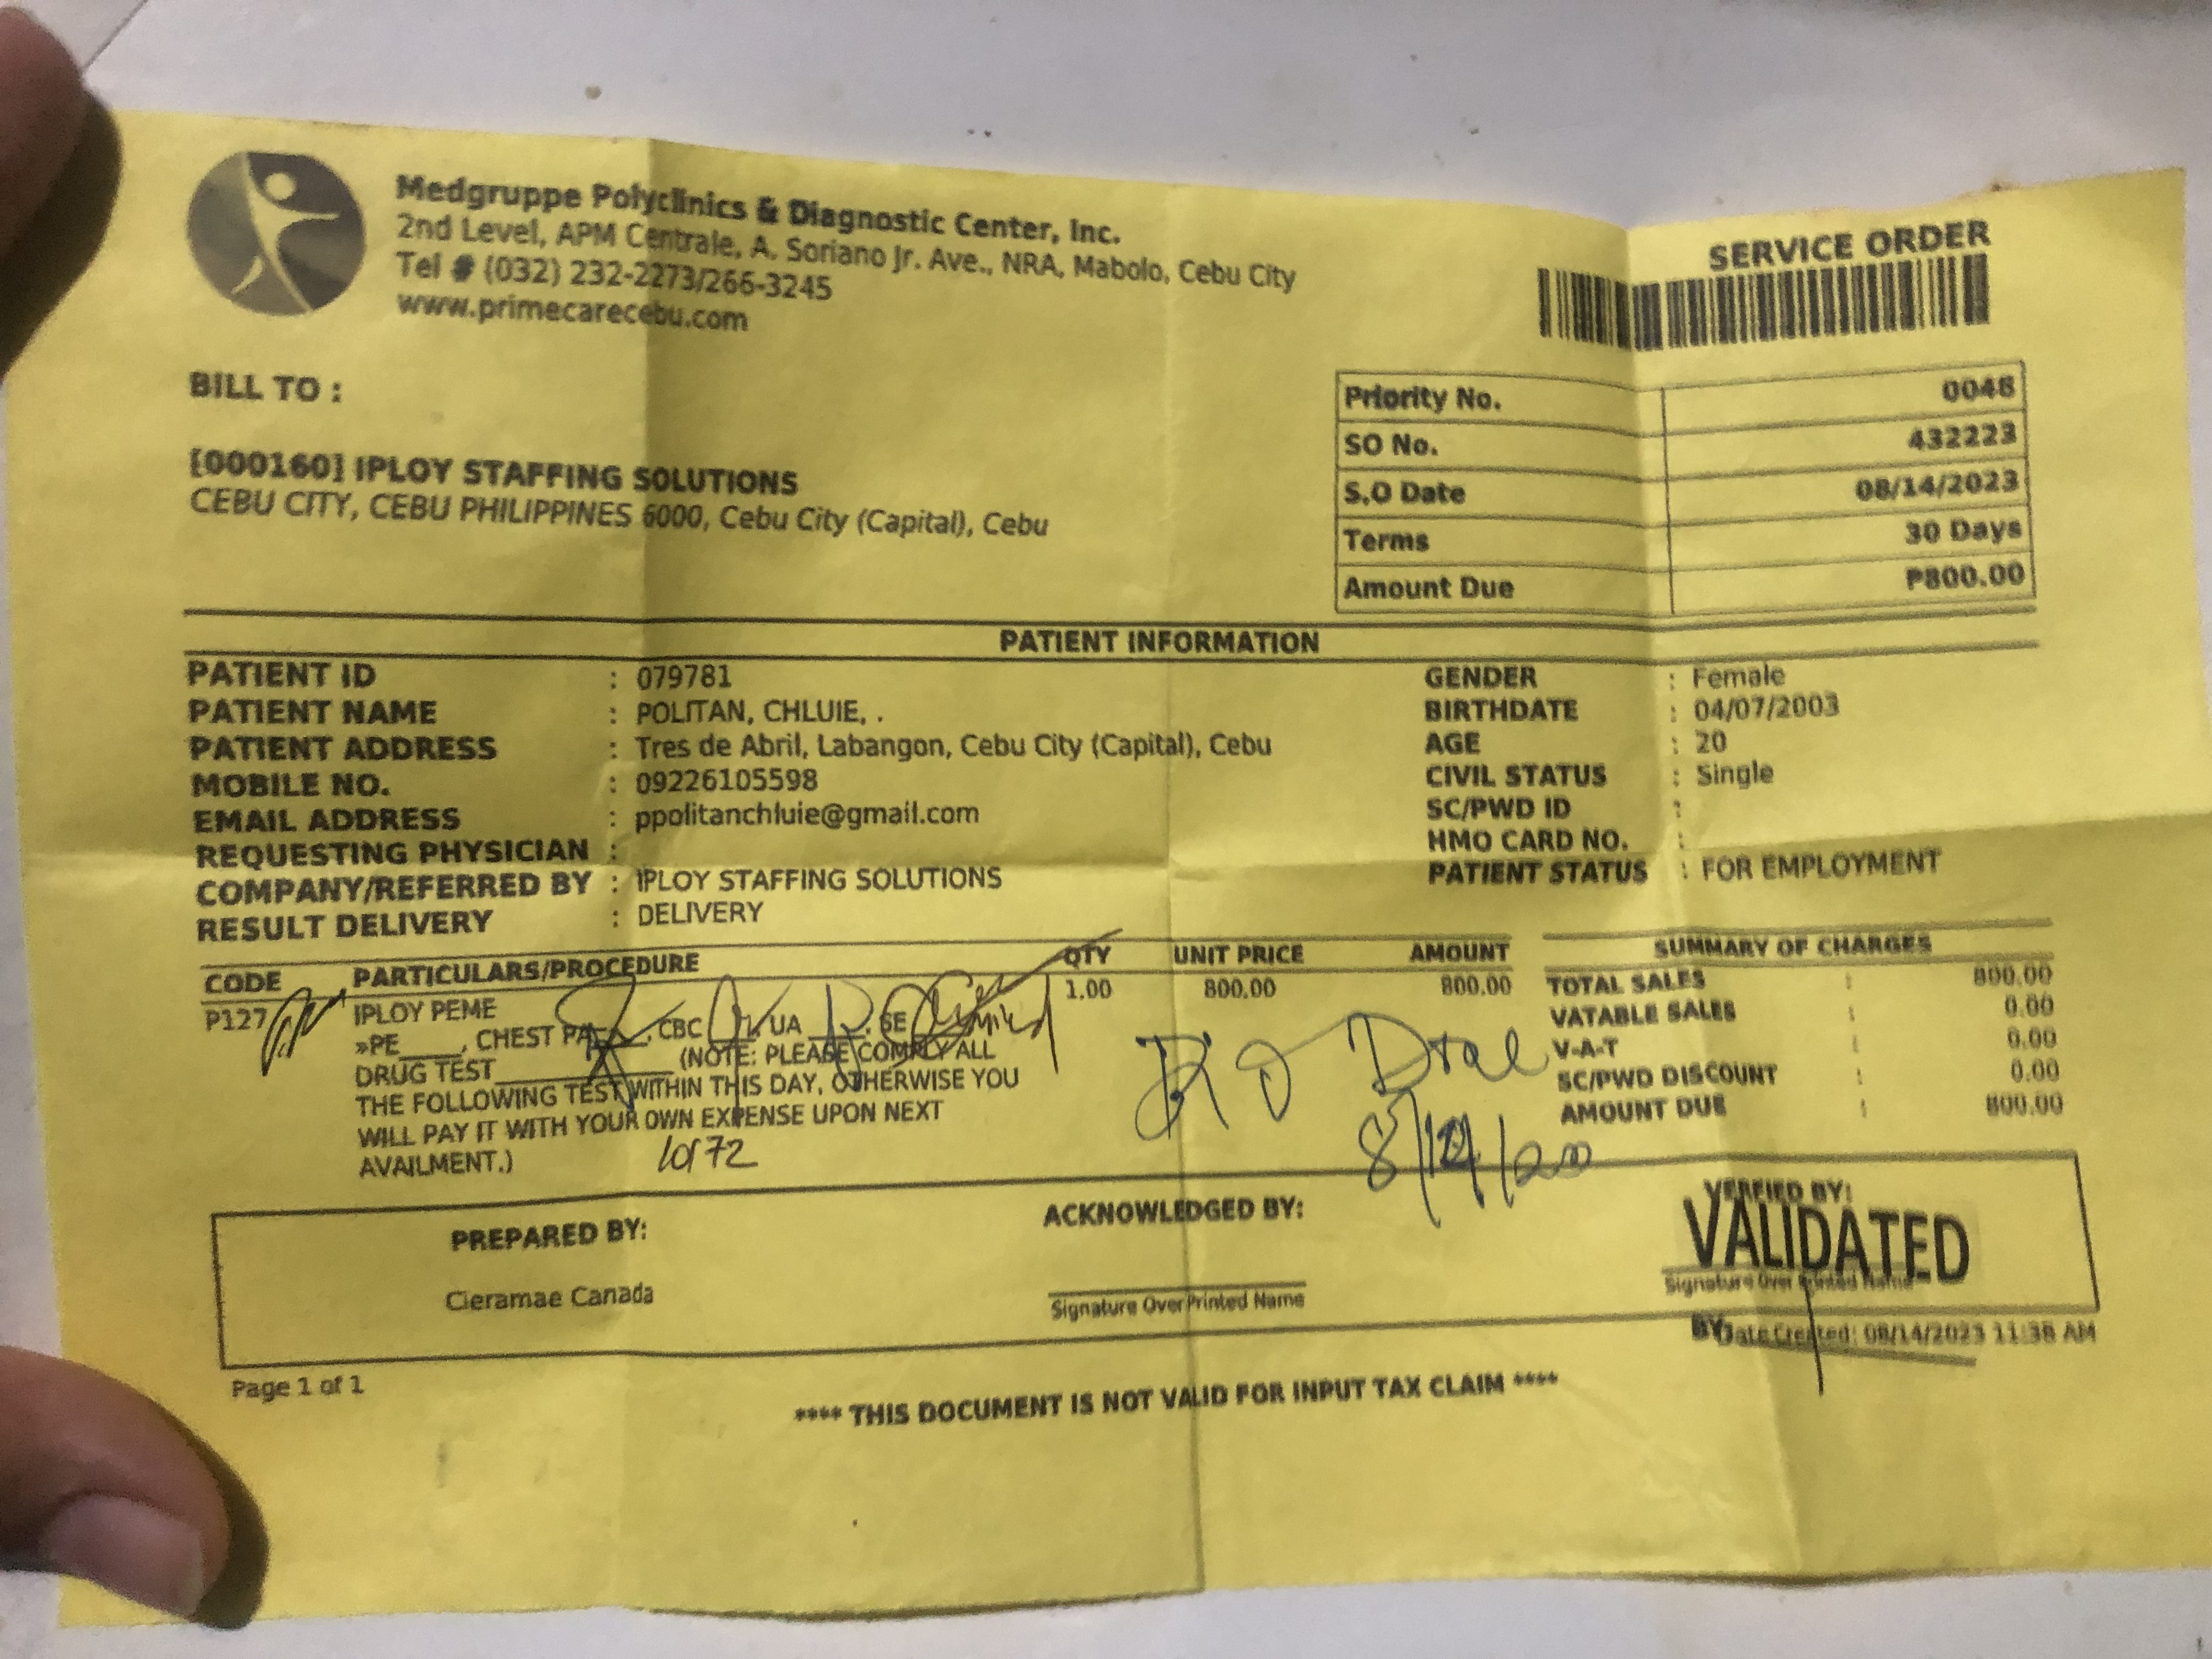 Medgruppe Polyclinics & Diagnostic Center, Inc.
2nd Level, APM Centrale, A. Soriano Jr. Ave., NRA, Mabolo, Cebu City
Tel # (032) 232-2273/266-3245
www.primecarecebu.com
SERVICE ORDER
BILL TO :
[000160] IPLOY STAFFING SOLUTIONS
CEBU CITY, CEBU PHILIPPINES 6000, Cebu City (Capital), Cebu
Priority No. 0048
SO No. 432223
S.O Date 08/14/2023
Terms 30 Days
Amount Due ₱800.00
PATIENT INFORMATION
PATIENT ID : 079781
PATIENT NAME : POLITAN, CHLUIE, .
PATIENT ADDRESS : Tres de Abril, Labangon, Cebu City (Capital), Cebu
MOBILE NO. : 09226105598
EMAIL ADDRESS : ppolitanchluie@gmail.com
REQUESTING PHYSICIAN :
COMPANY/REFERRED BY : IPLOY STAFFING SOLUTIONS
RESULT DELIVERY : DELIVERY
GENDER : Female
BIRTHDATE : 04/07/2003
AGE : 20
CIVIL STATUS : Single
SC/PWD ID :
HMO CARD NO. :
PATIENT STATUS : FOR EMPLOYMENT
CODE PARTICULARS/PROCEDURE QTY UNIT PRICE AMOUNT
P127 IPLOY PEME 1.00 800.00 800.00
»PE____, CHEST PA____, CBC ____, UA ____, SE
DRUG TEST____________ (NOTE: PLEASE COMPLY ALL
THE FOLLOWING TEST WITHIN THIS DAY, OTHERWISE YOU
WILL PAY IT WITH YOUR OWN EXPENSE UPON NEXT
AVAILMENT.)
SUMMARY OF CHARGES
TOTAL SALES : 800.00
VATABLE SALES : 0.00
V-A-T : 0.00
SC/PWD DISCOUNT : 0.00
AMOUNT DUE : 800.00
PREPARED BY:
Cieramae Canada
ACKNOWLEDGED BY:
Signature Over Printed Name
VERFIED BY:
VALIDATED
Signature Over Printed Name
BY:
Date Created: 08/14/2023 11:38 AM
Page 1 of 1
**** THIS DOCUMENT IS NOT VALID FOR INPUT TAX CLAIM ****